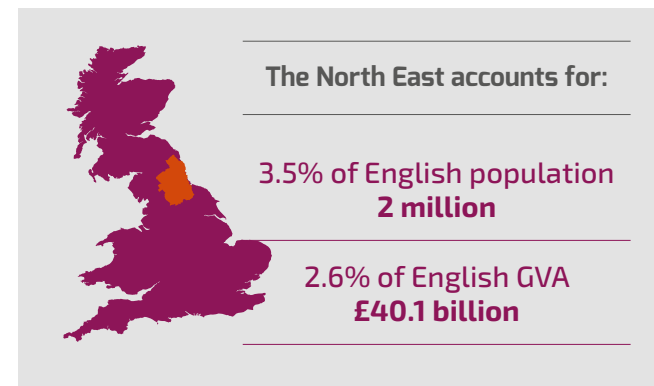 The North East accounts for:
3.5% of English population
2 million
2.6% of English GVA
£40.1 billion